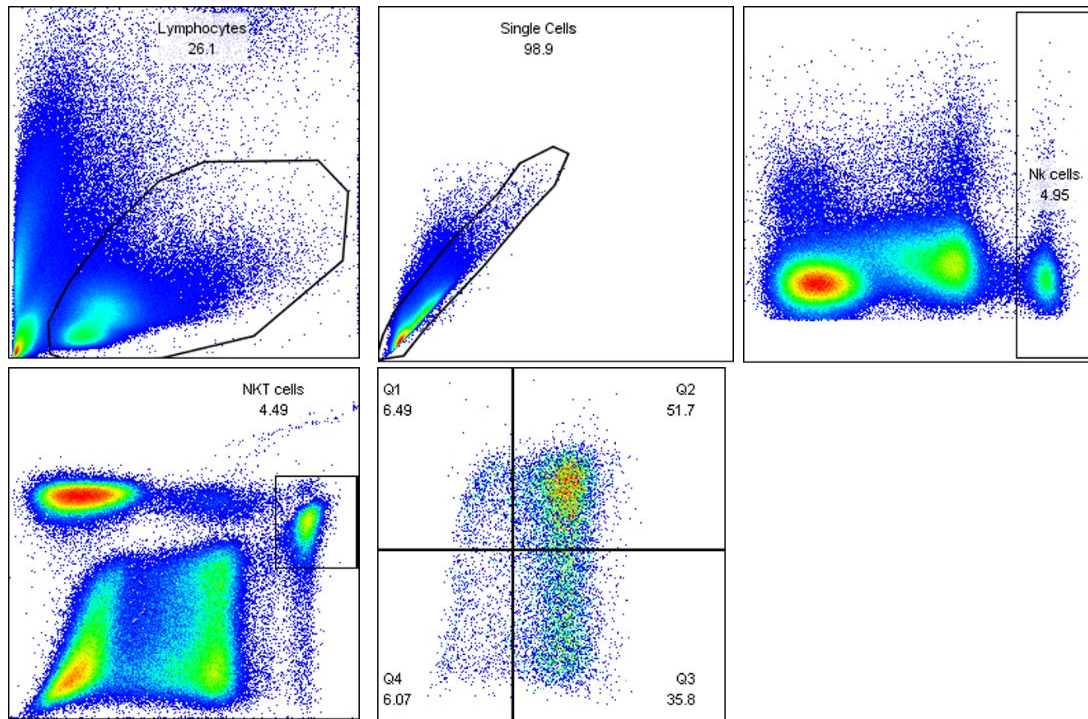 Lymphocytes
26.1
Single Cells
98.9
Nk cells
4.95
NKT cells
4.49
Q1
6.49
Q2
51.7
Q4
6.07
Q3
35.8